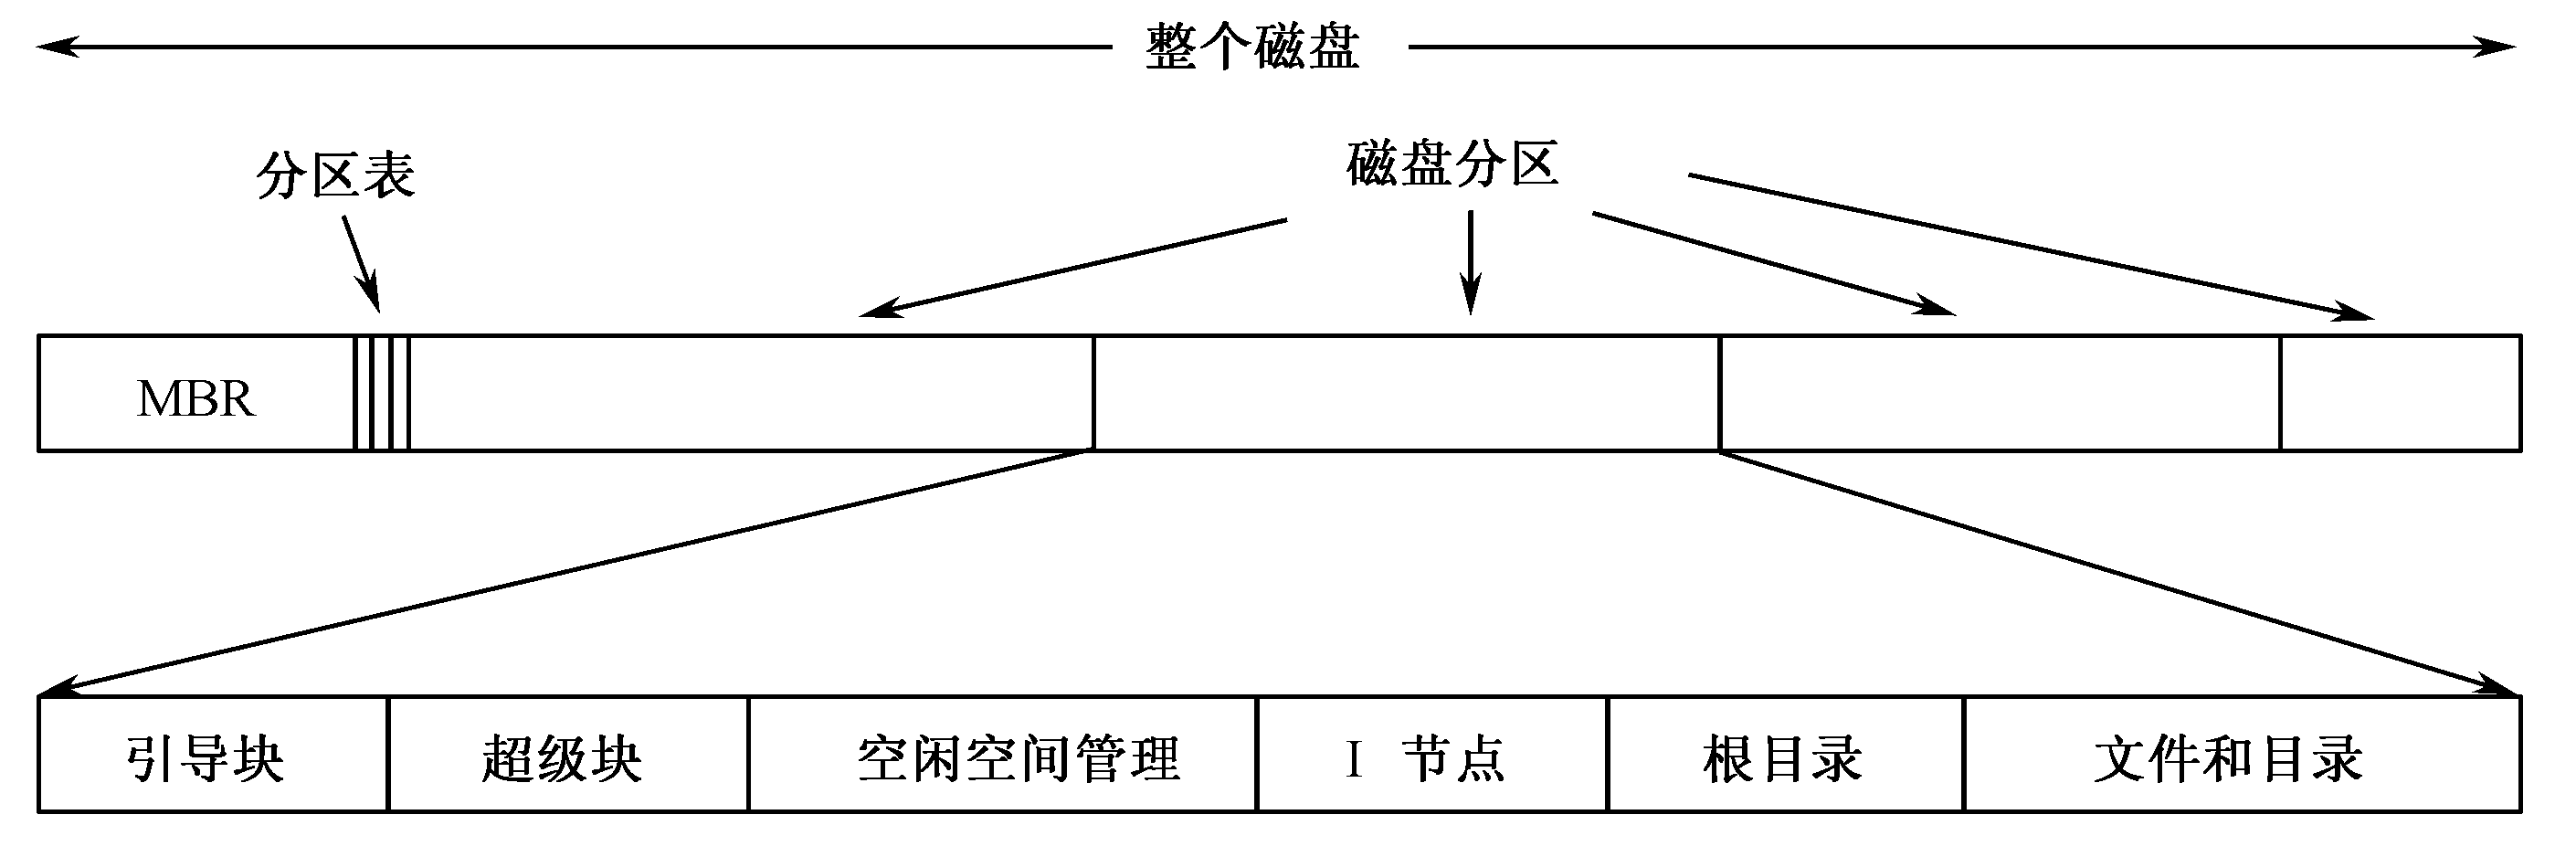 整个磁盘
分区表
磁盘分区
MBR
引导块
超级块
空闲空间管理
I 节点
根目录
文件和目录